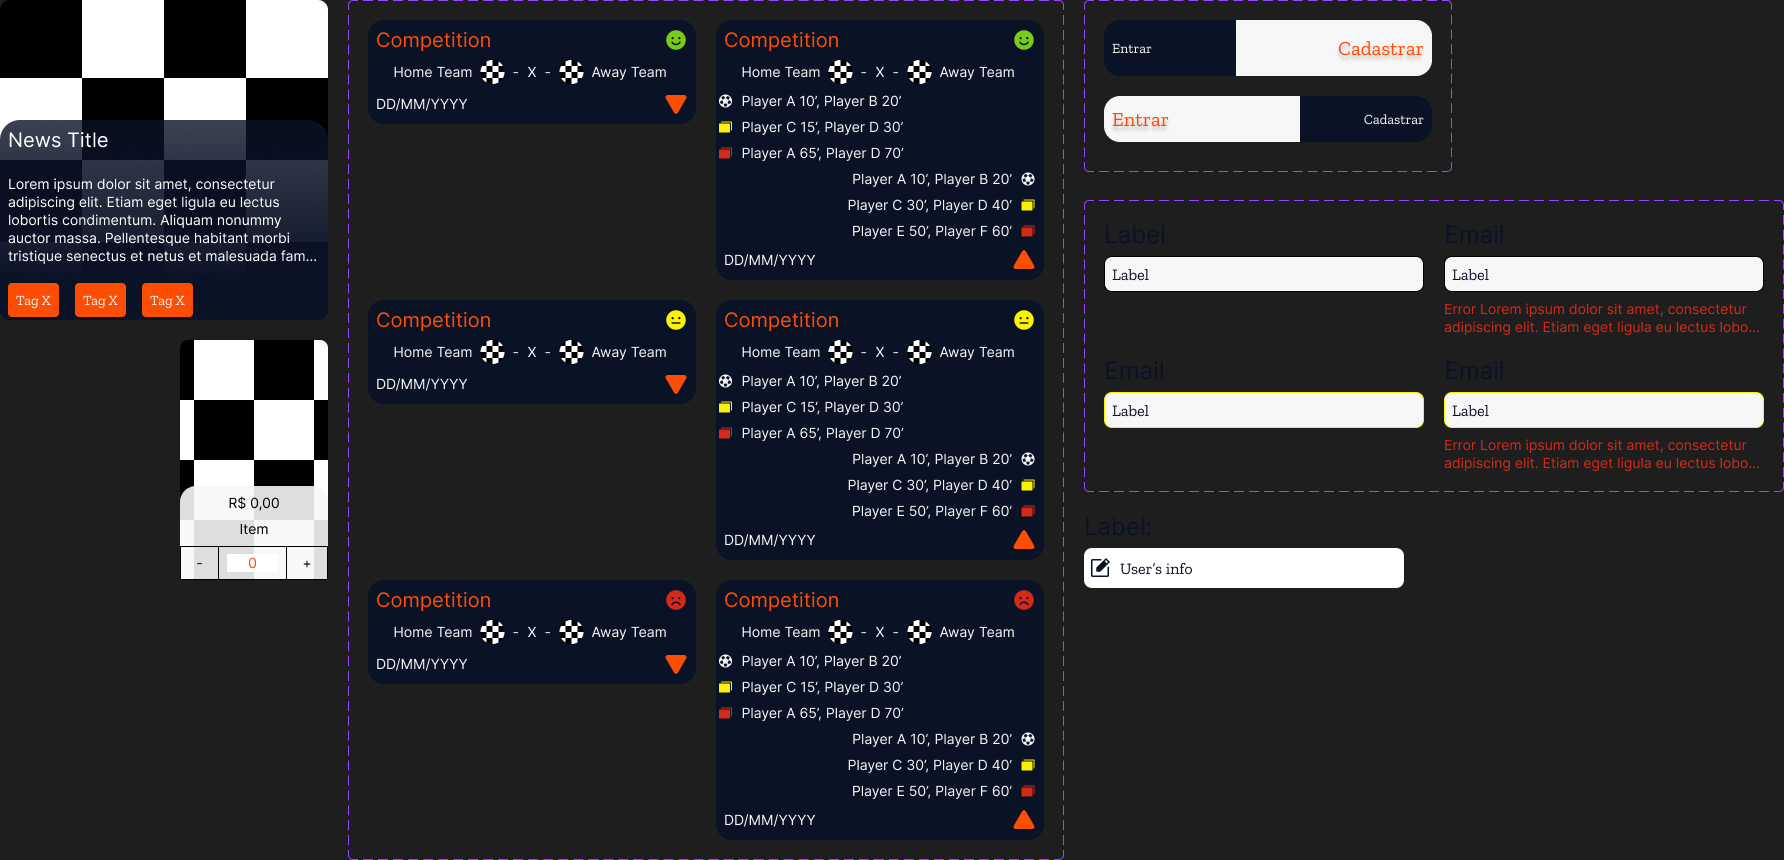 News Title
Lorem ipsum dolor sit amet, consectetur
adipiscing elit. Etiam eget ligula eu lectus
lobortis condimentum. Aliquam nonummy
auctor massa. Pellentesque habitant morbi
tristique senectus et netus et malesuada fam...
Tag X
Tag X
Tag X
R$ 0,00
Item
- 0 +
Competition
Home Team - X - Away Team
DD/MM/YYYY
Competition
Home Team - X - Away Team
Player A 10’, Player B 20’
Player C 15’, Player D 30’
Player A 65’, Player D 70’
Player A 10’, Player B 20’
Player C 30’, Player D 40’
Player E 50’, Player F 60’
DD/MM/YYYY
Competition
Home Team - X - Away Team
DD/MM/YYYY
Competition
Home Team - X - Away Team
Player A 10’, Player B 20’
Player C 15’, Player D 30’
Player A 65’, Player D 70’
Player A 10’, Player B 20’
Player C 30’, Player D 40’
Player E 50’, Player F 60’
DD/MM/YYYY
Competition
Home Team - X - Away Team
DD/MM/YYYY
Competition
Home Team - X - Away Team
Player A 10’, Player B 20’
Player C 15’, Player D 30’
Player A 65’, Player D 70’
Player A 10’, Player B 20’
Player C 30’, Player D 40’
Player E 50’, Player F 60’
DD/MM/YYYY
Entrar
Cadastrar
Entrar
Cadastrar
Label
Label
Email
Label
Error Lorem ipsum dolor sit amet, consectetur
adipiscing elit. Etiam eget ligula eu lectus lobo...
Email
Label
Email
Label
Error Lorem ipsum dolor sit amet, consectetur
adipiscing elit. Etiam eget ligula eu lectus lobo...
Label:
User’s info